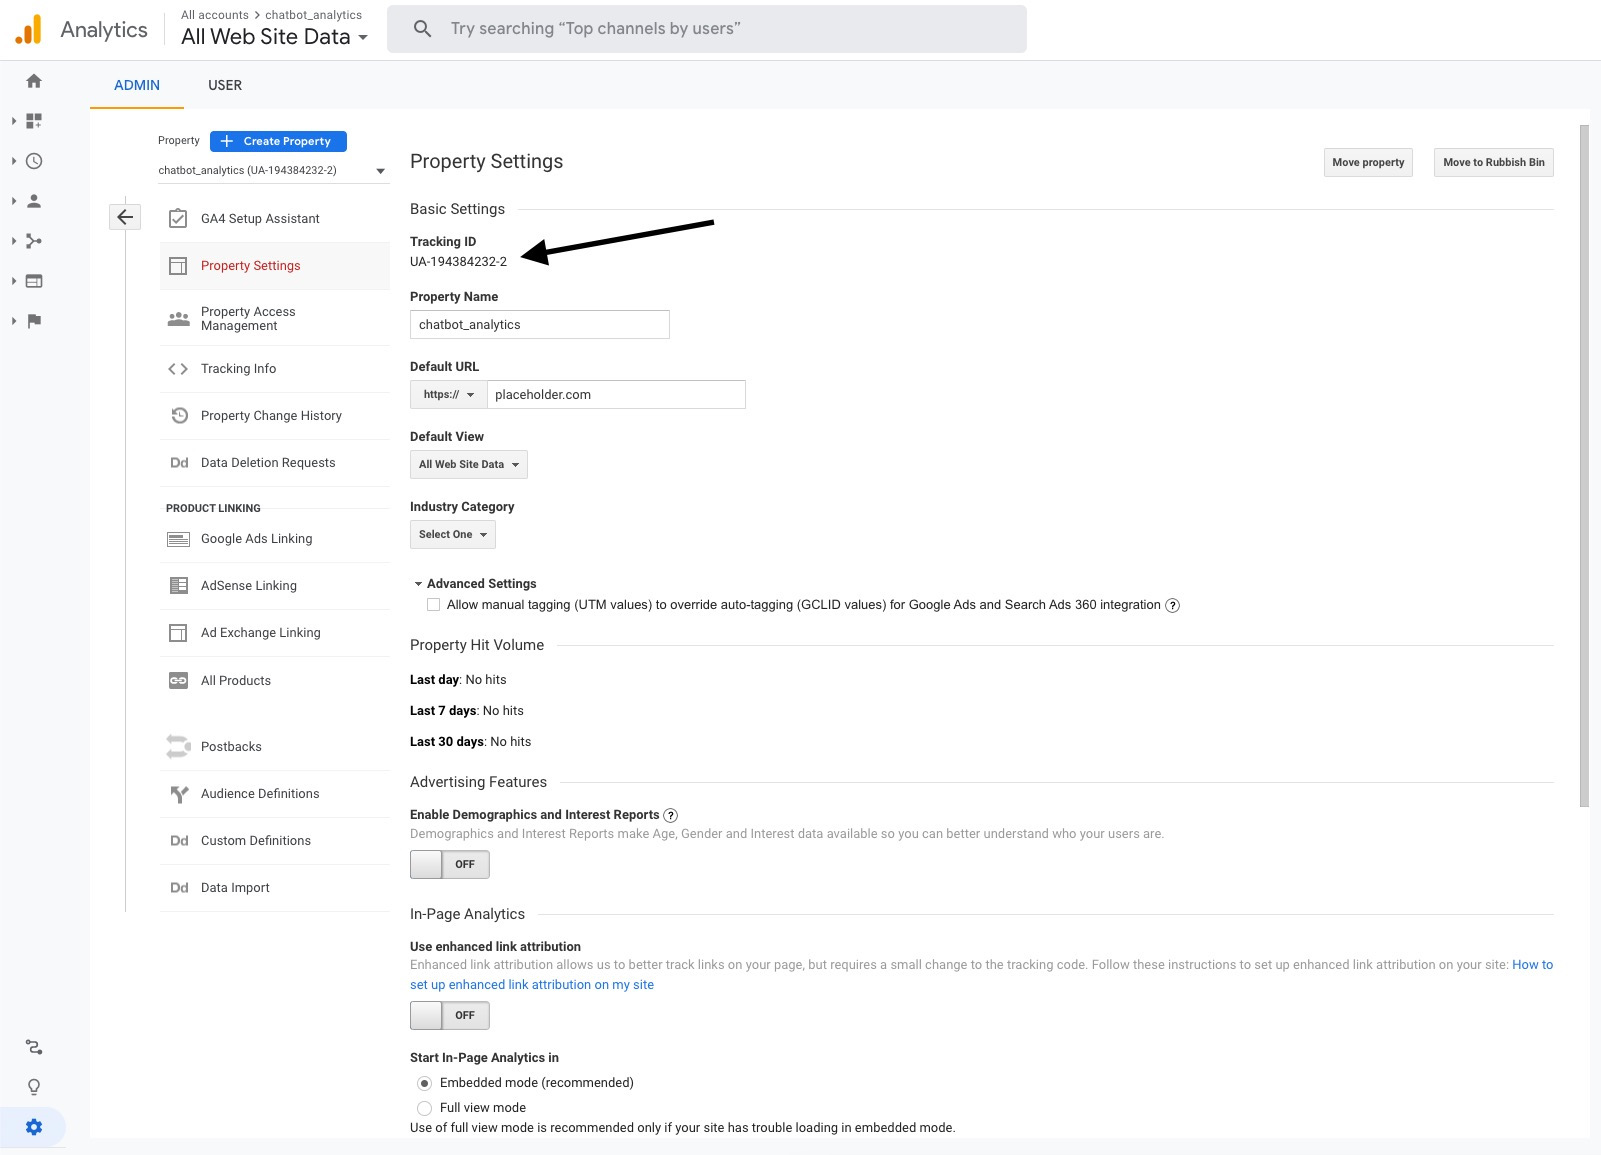 Analytics
All accounts > chatbot_analytics
All Web Site Data
Try searching “Top channels by users”
ADMIN
USER
Property
Create Property
chatbot_analytics (UA-194384232-2)
GA4 Setup Assistant
Property Settings
Property Access
Management
Tracking Info
Property Change History
Dd Data Deletion Requests
PRODUCT LINKING
Google Ads Linking
AdSense Linking
Ad Exchange Linking
All Products
Postbacks
Audience Definitions
Dd Custom Definitions
Dd Data Import
Property Settings
Move property
Move to Rubbish Bin
Basic Settings
Tracking ID
UA-194384232-2
Property Name
chatbot_analytics
Default URL
https:// placeholder.com
Default View
All Web Site Data
Industry Category
Select One
Advanced Settings
Allow manual tagging (UTM values) to override auto-tagging (GCLID values) for Google Ads and Search Ads 360 integration ?
Property Hit Volume
Last day: No hits
Last 7 days: No hits
Last 30 days: No hits
Advertising Features
Enable Demographics and Interest Reports ?
Demographics and Interest Reports make Age, Gender and Interest data available so you can better understand who your users are.
OFF
In-Page Analytics
Use enhanced link attribution
Enhanced link attribution allows us to better track links on your page, but requires a small change to the tracking code. Follow these instructions to set up enhanced link attribution on your site: How to
set up enhanced link attribution on my site
OFF
Start In-Page Analytics in
Embedded mode (recommended)
Full view mode
Use of full view mode is recommended only if your site has trouble loading in embedded mode.